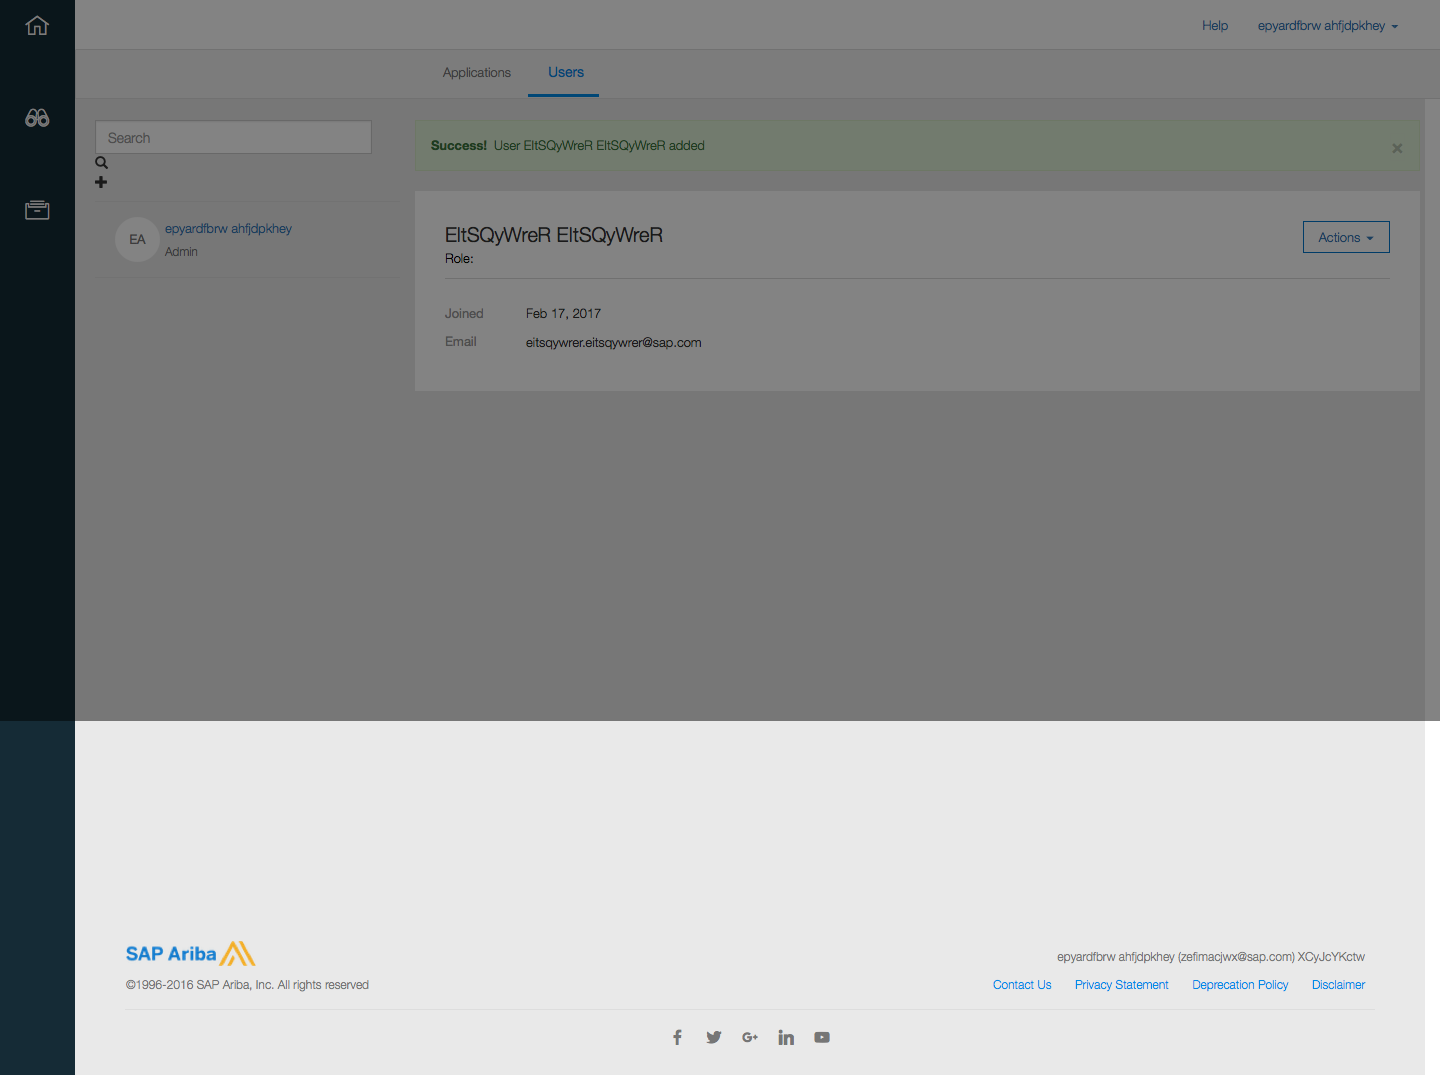 Help epyardfbrw ahfjdpkhey
Applications Users
Search
Success! User EltSQyWreR EltSQyWreR added
×
EA
epyardfbrw ahfjdpkhey
Admin
EltSQyWreR EltSQyWreR
Actions
Role:
Joined Feb 17, 2017
Email eitsqywrer.eitsqywrer@sap.com
SAP Ariba
epyardfbrw ahfjdpkhey (zefimacjwx@sap.com) XCyJcYKctw
©1996-2016 SAP Ariba, Inc. All rights reserved
Contact Us Privacy Statement Deprecation Policy Disclaimer